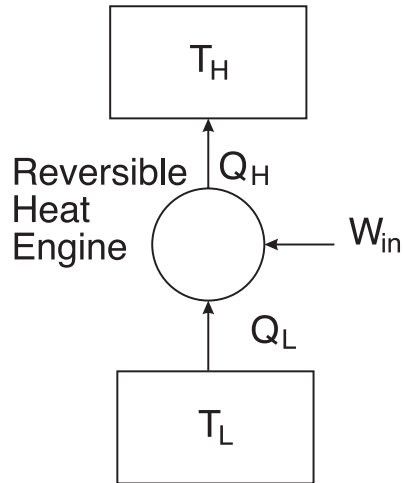 T_H
Q_H
Reversible
Heat
Engine
W_in
Q_L
T_L